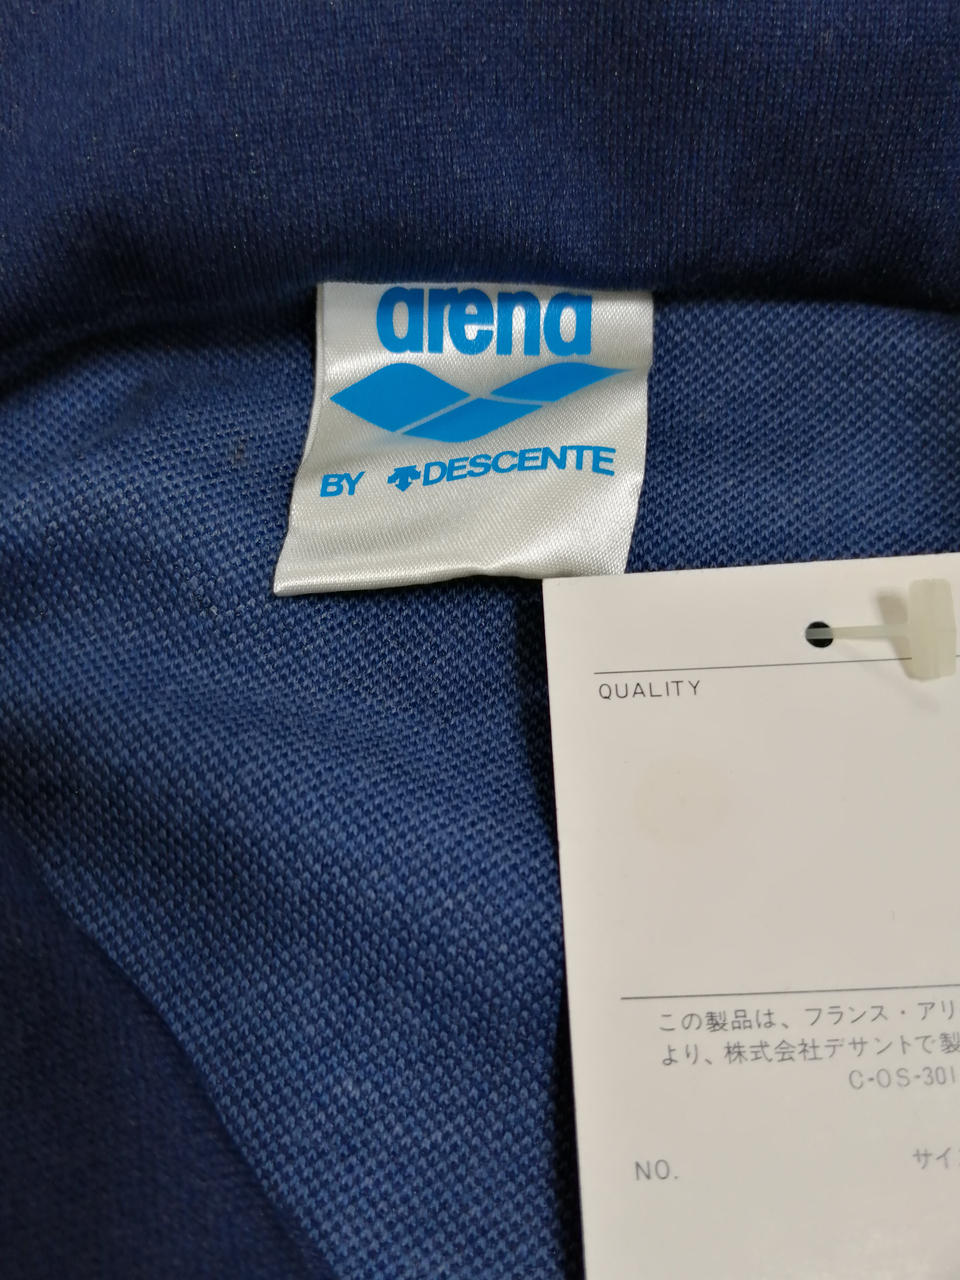 arena
BY DESCENTE
QUALITY
この製品は、フランス・アリ
より、株式会社デサントで製
C-OS-301
NO.
サイ